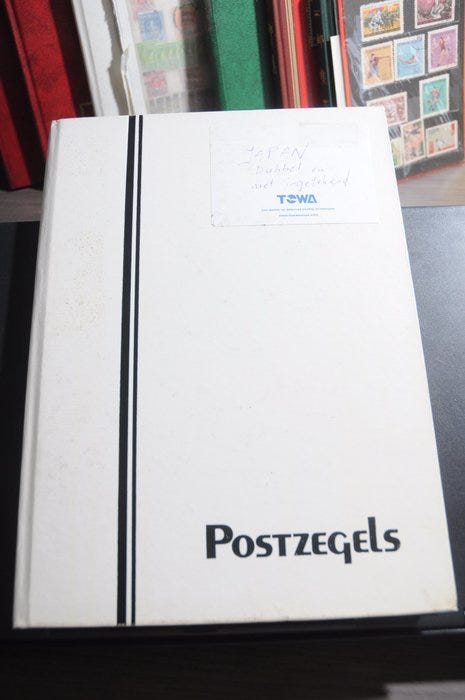 JAPAN
Dubbel en
niet ingetekend
TOWA
Postzegels